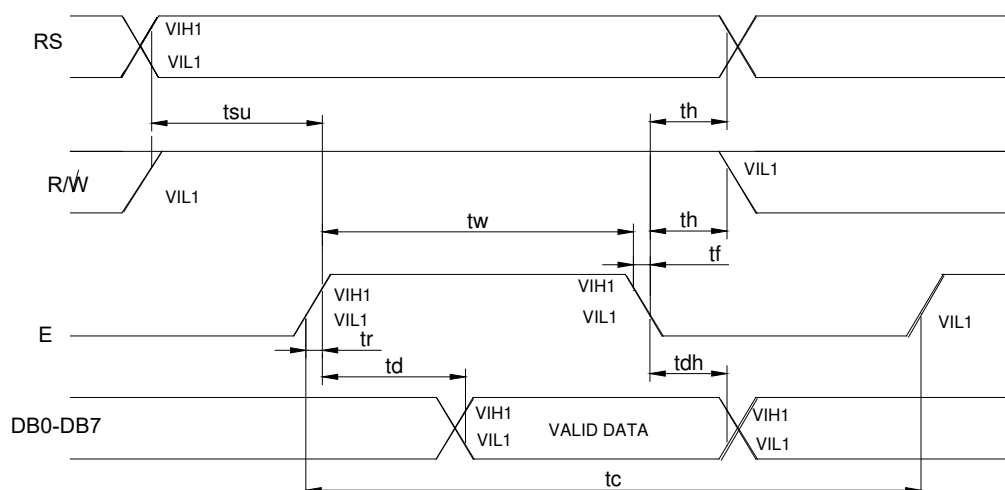 VIH1
RS
VIL1
tsu
th
R/W
VIL1
VIL1
tw
th
tf
VIH1
VIH1
E
VIL1
VIL1
VIL1
tr
td
tdh
DB0-DB7
VIH1
VALID DATA
VIH1
VIL1
VIL1
tc